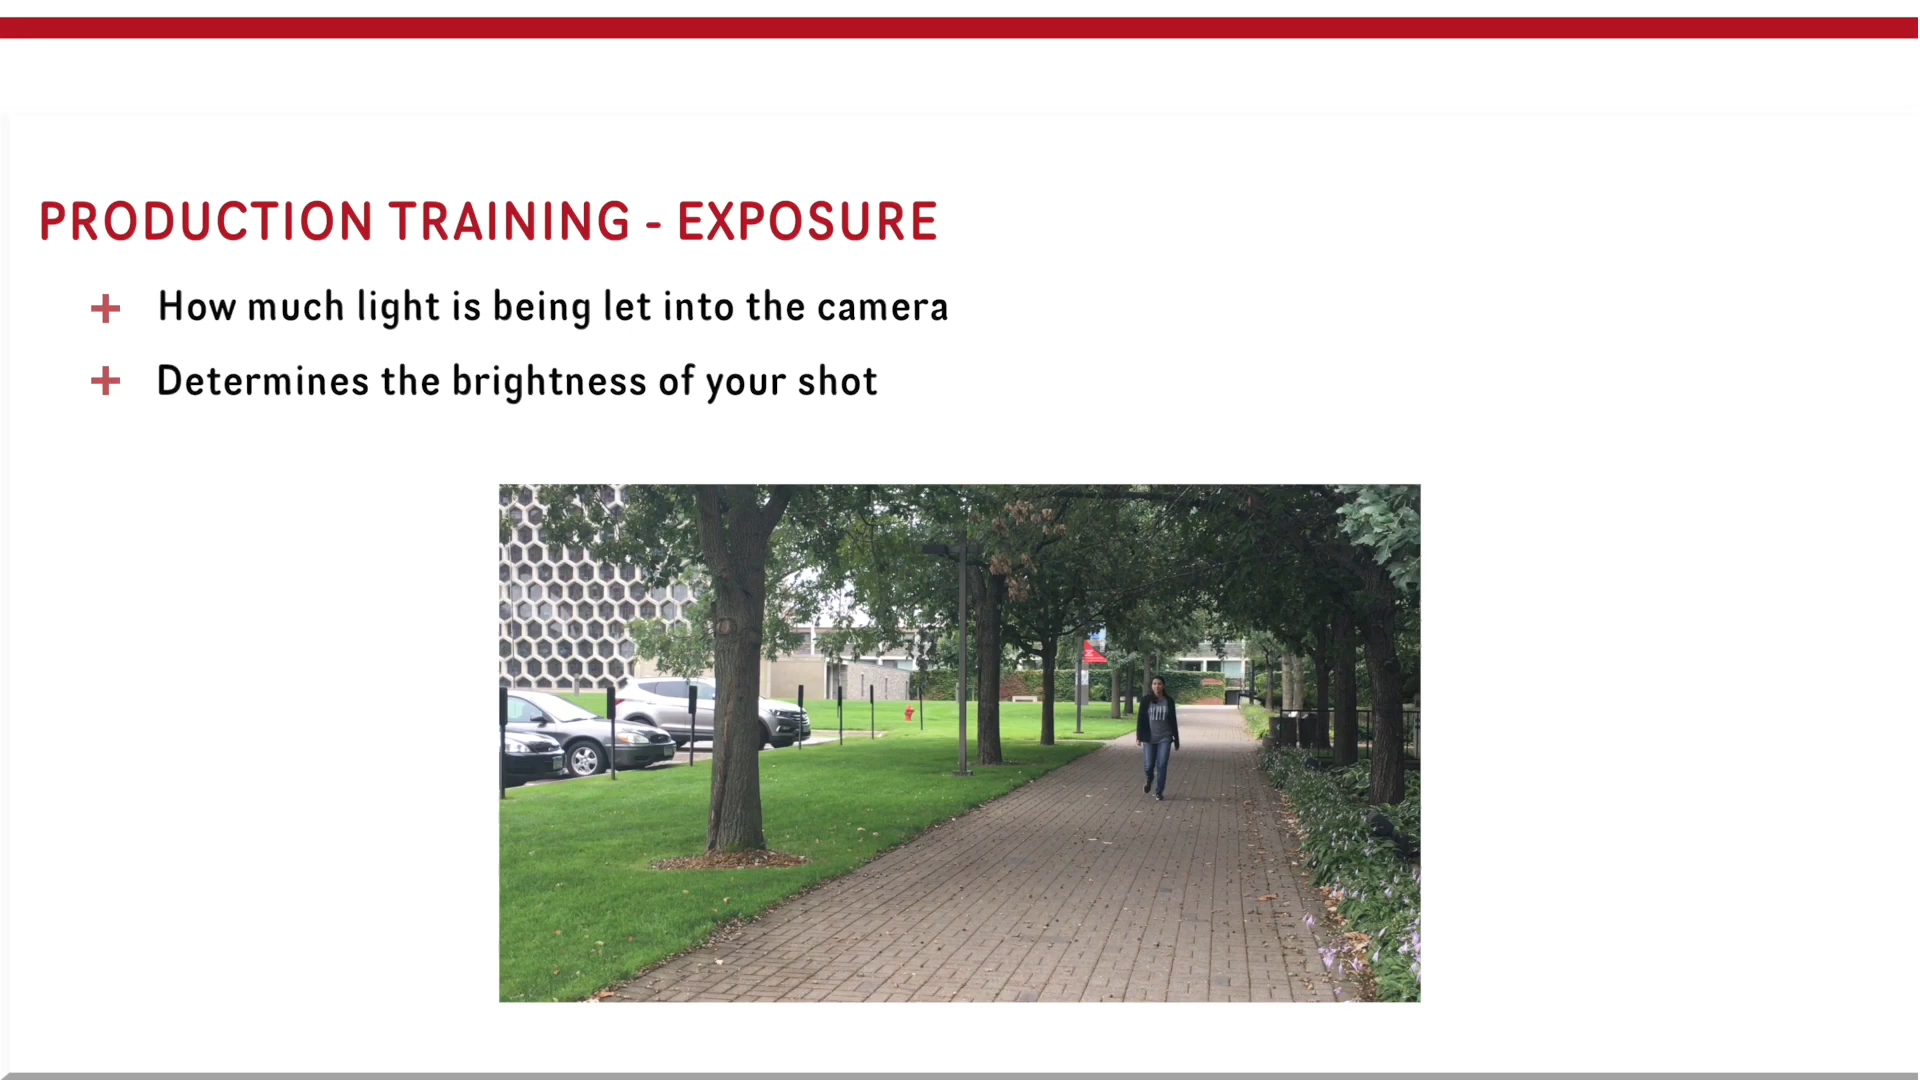 PRODUCTION TRAINING - EXPOSURE
How much light is being let into the camera
Determines the brightness of your shot